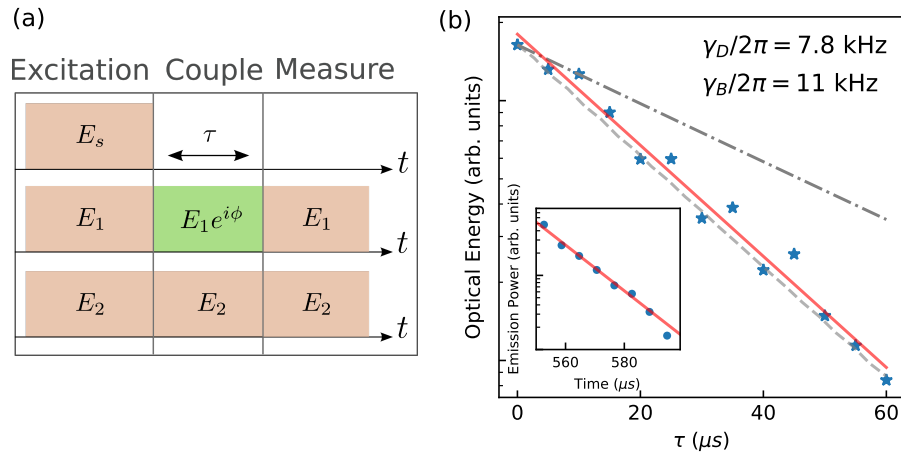 (a)
Excitation Couple Measure
E_s
τ
t
E_1
E_1e^{iϕ}
E_1
t
E_2
E_2
E_2
t
(b)
γ_D/2π = 7.8 kHz
γ_B/2π = 11 kHz
Optical Energy (arb. units)
Emission Power (arb. units)
560 580
Time (μs)
0 20 40 60
τ (μs)